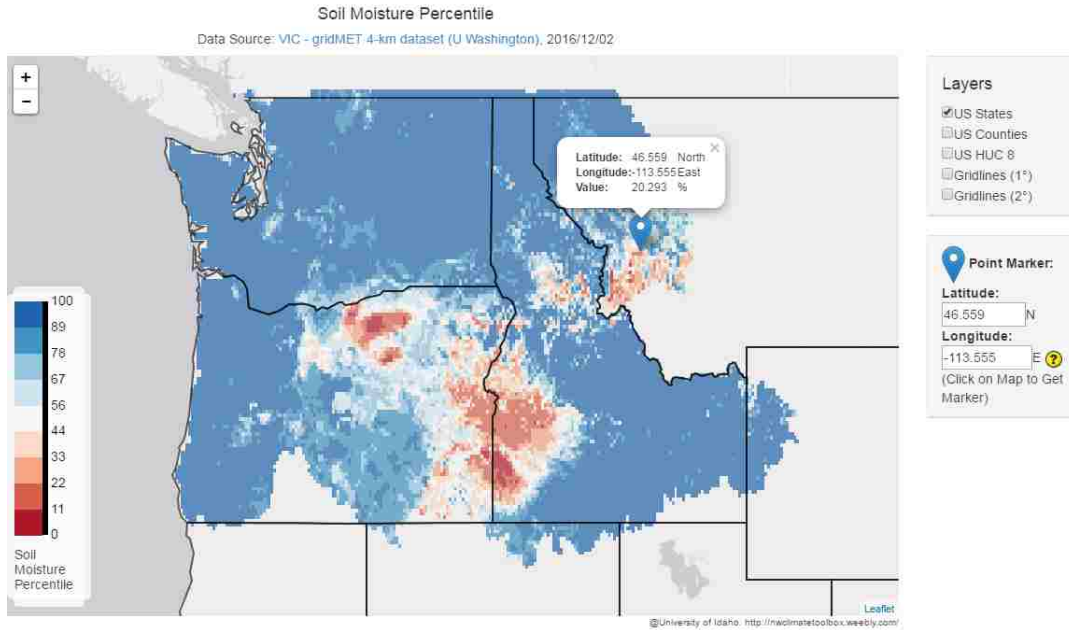 Soil Moisture Percentile
Data Source: VIC - gridMET 4-km dataset (U Washington), 2016/12/02
+
−
Latitude: 46.559 North
Longitude:-113.555 East
Value: 20.293 %
×
100
89
78
67
56
44
33
22
11
0
Soil
Moisture
Percentile
Leaflet
@University of Idaho. http://nwclimatetoolbox.weebly.com/
Layers
US States
US Counties
US HUC 8
Gridlines (1°)
Gridlines (2°)
Point Marker:
Latitude:
46.559 N
Longitude:
-113.555 E ?
(Click on Map to Get
Marker)